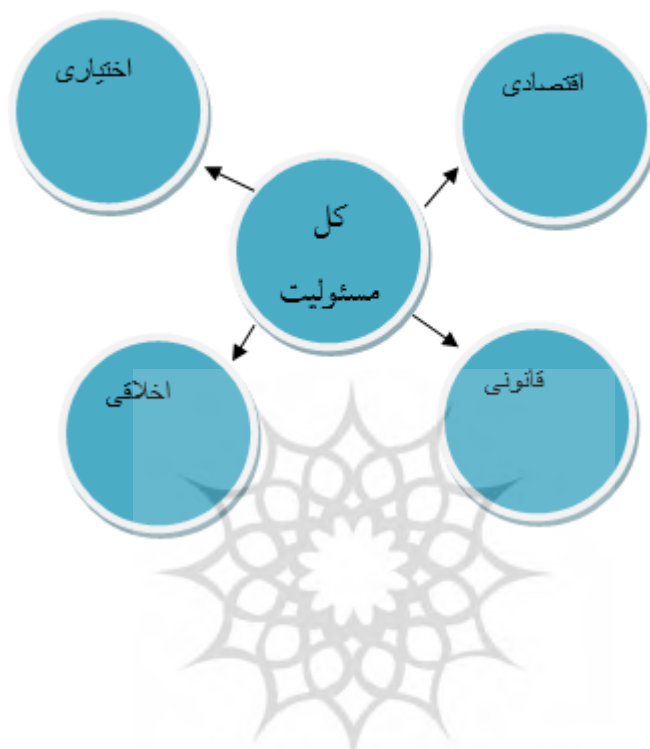 اختیاری
اقتصادی
کل
مسئولیت
اخلاقی
قانونی